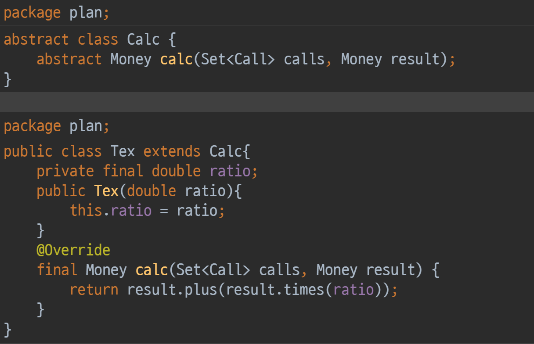 package plan;
abstract class Calc {
    abstract Money calc(Set<Call> calls, Money result);
}
package plan;
public class Tex extends Calc{
    private final double ratio;
    public Tex(double ratio){
        this.ratio = ratio;
    }
    @Override
    final Money calc(Set<Call> calls, Money result) {
        return result.plus(result.times(ratio));
    }
}